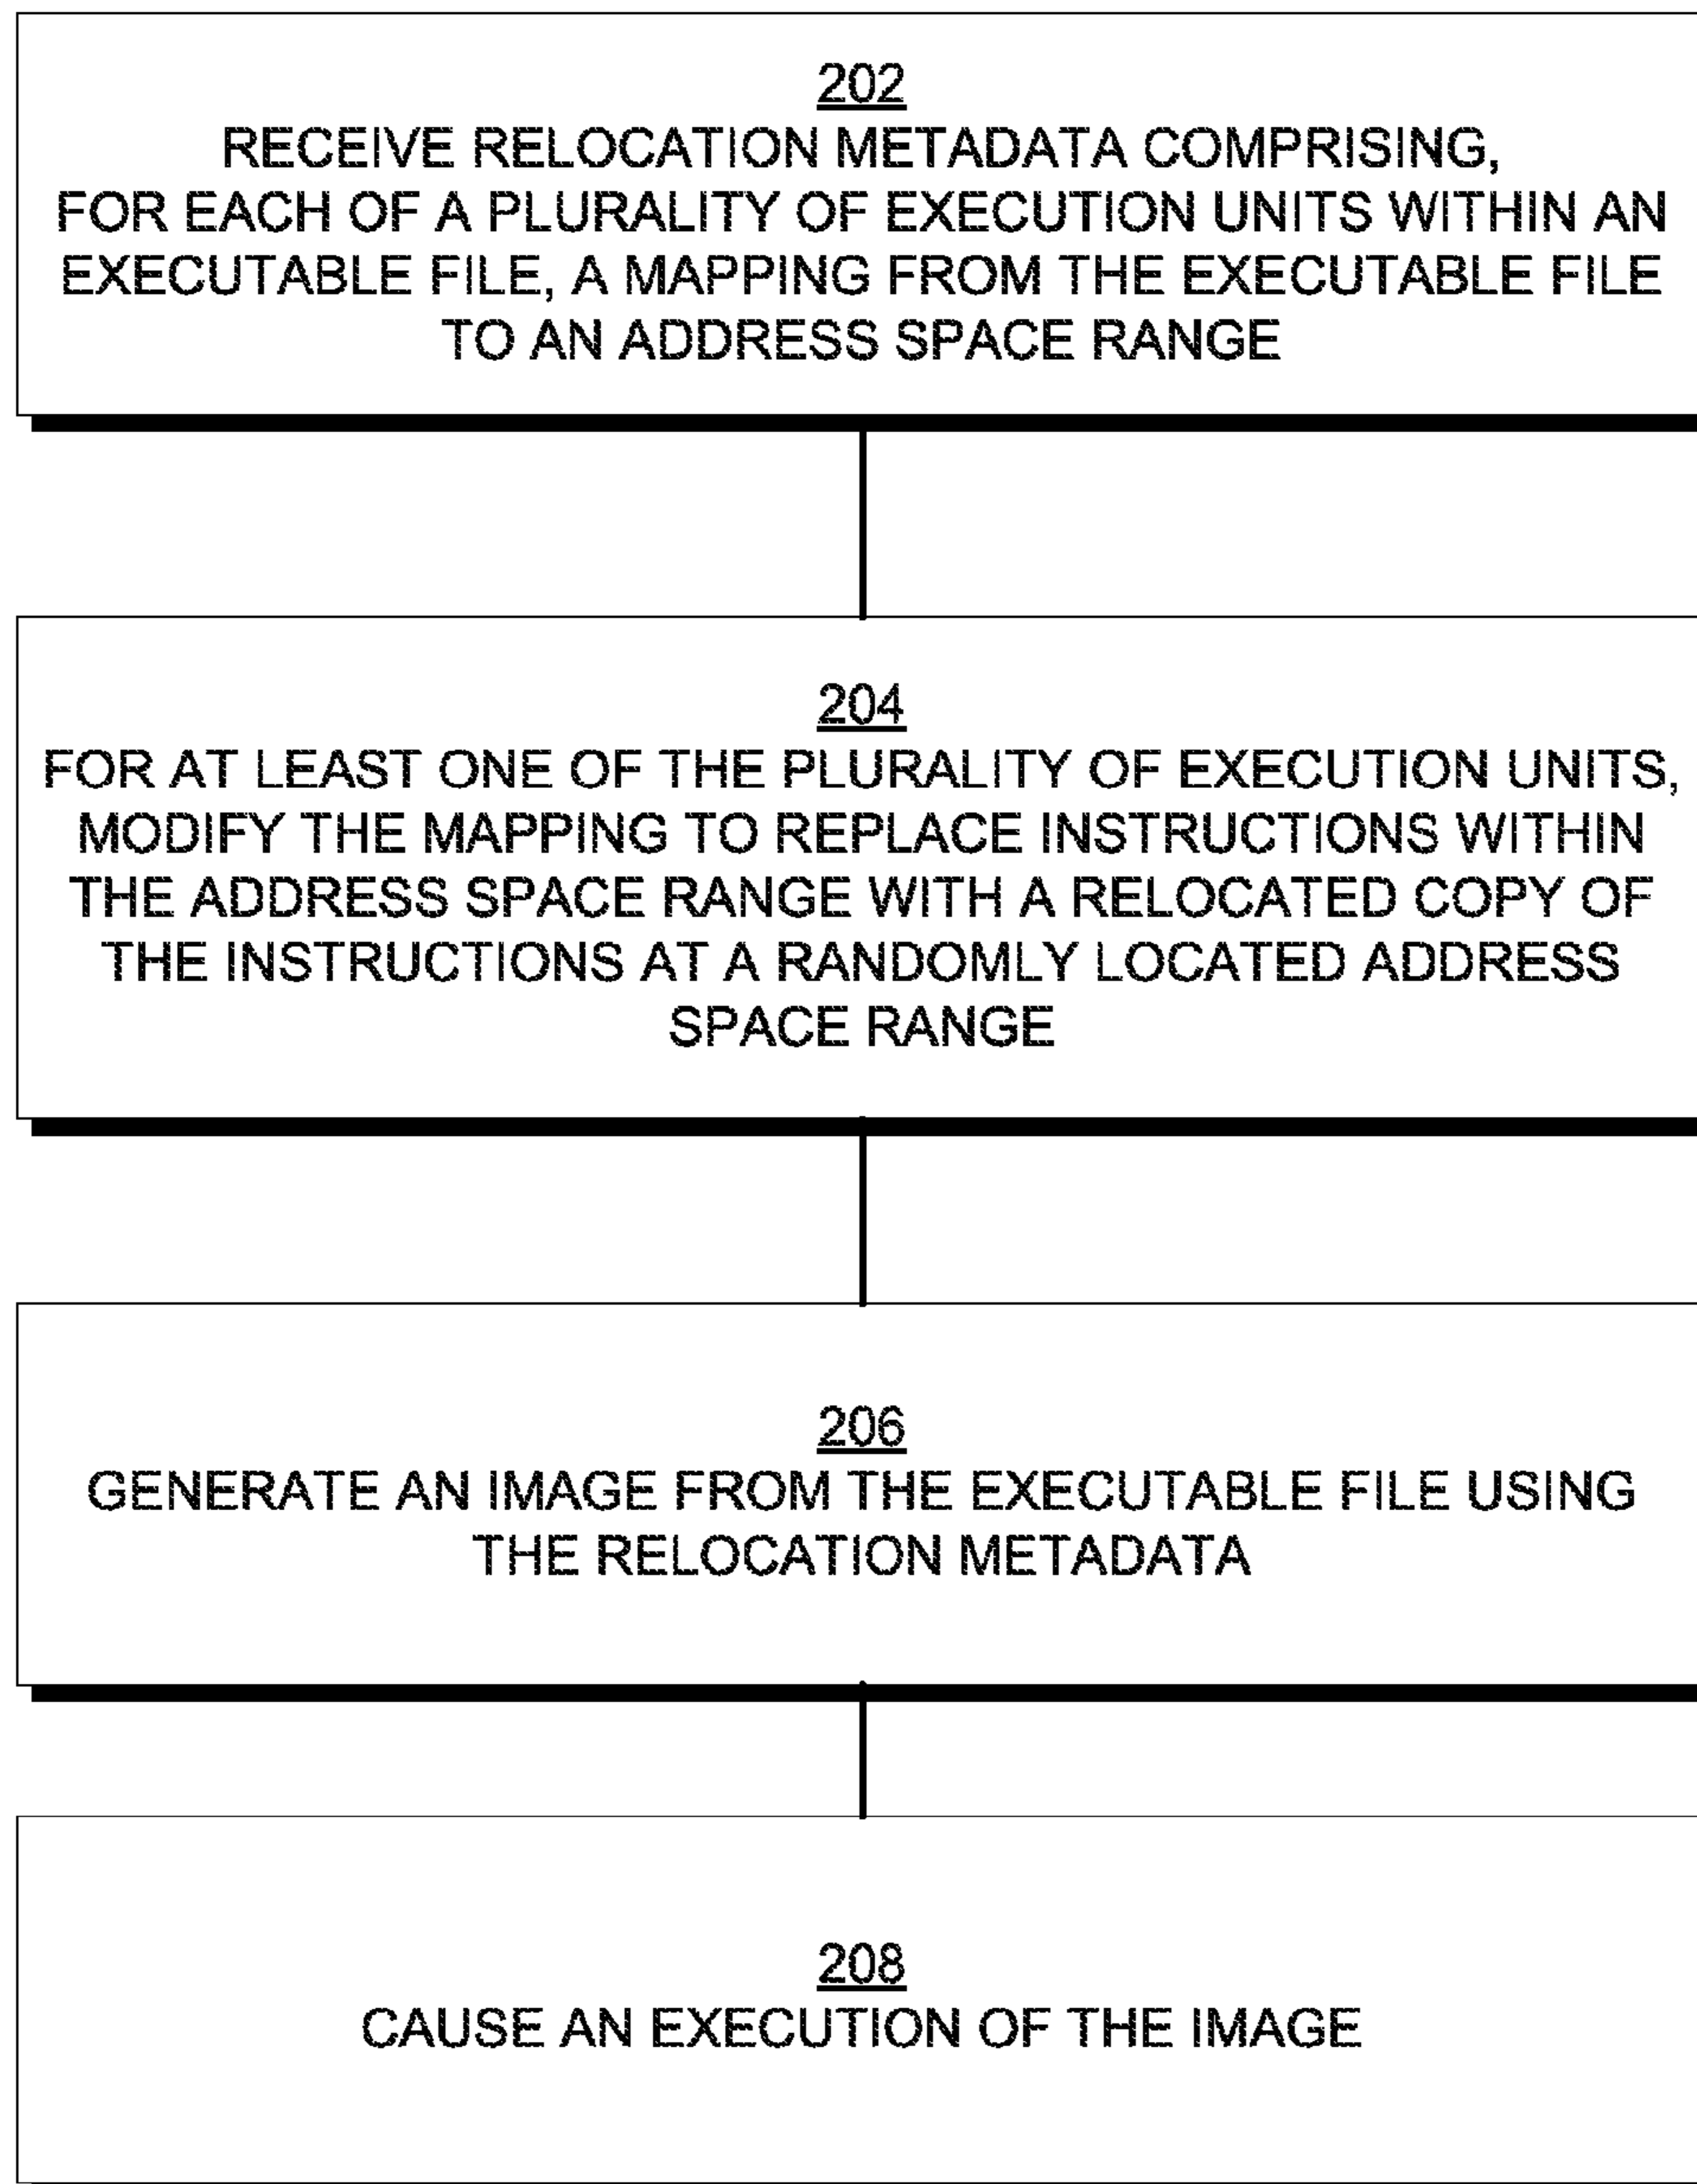 202
RECEIVE RELOCATION METADATA COMPRISING,
FOR EACH OF A PLURALITY OF EXECUTION UNITS WITHIN AN
EXECUTABLE FILE, A MAPPING FROM THE EXECUTABLE FILE
TO AN ADDRESS SPACE RANGE
204
FOR AT LEAST ONE OF THE PLURALITY OF EXECUTION UNITS,
MODIFY THE MAPPING TO REPLACE INSTRUCTIONS WITHIN
THE ADDRESS SPACE RANGE WITH A RELOCATED COPY OF
THE INSTRUCTIONS AT A RANDOMLY LOCATED ADDRESS
SPACE RANGE
206
GENERATE AN IMAGE FROM THE EXECUTABLE FILE USING
THE RELOCATION METADATA
208
CAUSE AN EXECUTION OF THE IMAGE